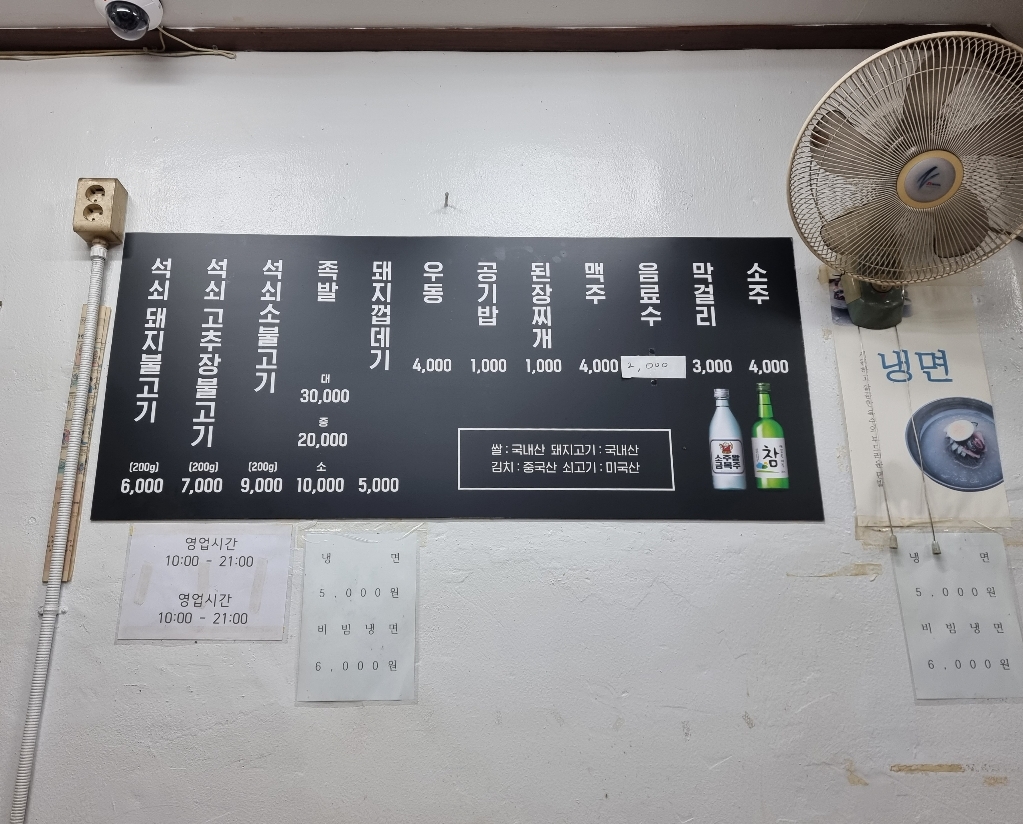 석쇠 돼지불고기
(200g)
6,000
석쇠 고추장불고기
(200g)
7,000
석쇠소불고기
(200g)
9,000
족발
대
30,000
중
20,000
소
10,000
돼지껍데기
5,000
우동
4,000
공기밥
1,000
된장찌개
1,000
맥주
4,000
음료수
2,000
막걸리
3,000
소주
4,000
쌀 : 국내산 돼지고기 : 국내산
김치 : 중국산 쇠고기 : 미국산
소주왈
금복주
참
영업시간
10:00 - 21:00
영업시간
10:00 - 21:00
냉 면
5,000원
비빔냉면
6,000원
냉면
냉 면
5,000원
비빔냉면
6,000원